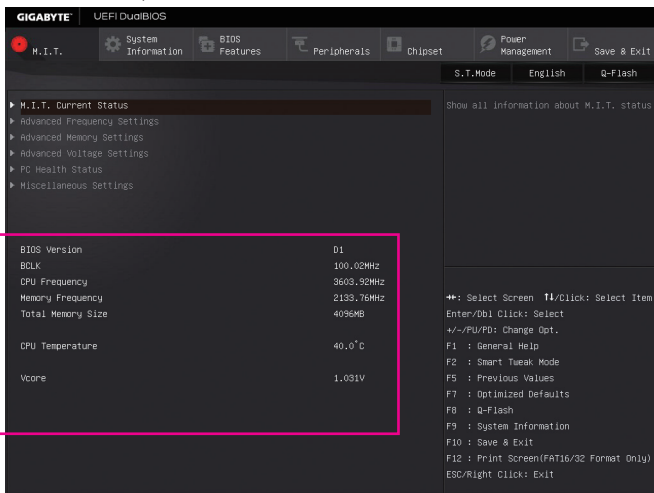 GIGABYTE™ UEFI DualBIOS
M.I.T.
System Information
BIOS Features
Peripherals
Chipset
Power Management
Save & Exit
S.T.Mode English Q-Flash
M.I.T. Current Status
Advanced Frequency Settings
Advanced Memory Settings
Advanced Voltage Settings
PC Health Status
Miscellaneous Settings
Show all information about M.I.T. status
BIOS Version D1
BCLK 100.02MHz
CPU Frequency 3603.92MHz
Memory Frequency 2133.76MHz
Total Memory Size 4096MB
CPU Temperature 40.0°C
Vcore 1.031V
→←: Select Screen ↑↓/Click: Select Item
Enter/Dbl Click: Select
+/-/PU/PD: Change Opt.
F1 : General Help
F2 : Smart Tweak Mode
F5 : Previous Values
F7 : Optimized Defaults
F8 : Q-Flash
F9 : System Information
F10 : Save & Exit
F12 : Print Screen(FAT16/32 Format Only)
ESC/Right Click: Exit